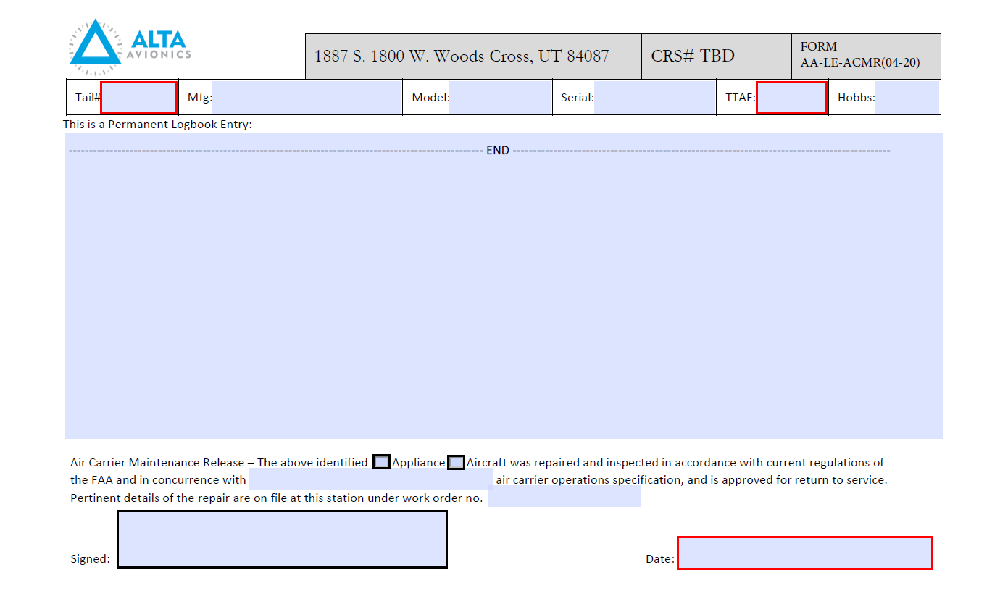 ALTA
AVIONICS
1887 S. 1800 W. Woods Cross, UT 84087
CRS# TBD
FORM
AA-LE-ACMR(04-20)
Tail# Mfg: Model: Serial: TTAF: Hobbs:
This is a Permanent Logbook Entry:
------------------------------------------------------------------------------------------------------- END ----------------------------------------------------------------------------------------------
Air Carrier Maintenance Release – The above identified Appliance Aircraft was repaired and inspected in accordance with current regulations of
the FAA and in concurrence with air carrier operations specification, and is approved for return to service.
Pertinent details of the repair are on file at this station under work order no.
Signed: Date: